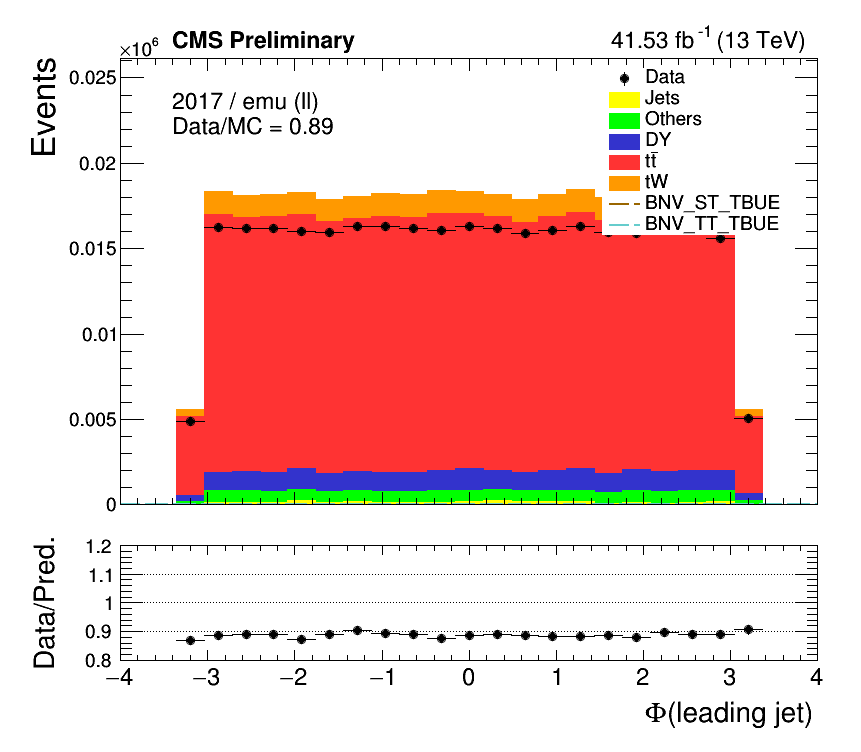 ×10⁶ CMS Preliminary 41.53 fb⁻¹ (13 TeV)
Events
0.025
0.02
0.015
0.01
0.005
0
2017 / emu (ll)
Data/MC = 0.89
Data
Jets
Others
DY
tt̄
tW
BNV_ST_TBUE
BNV_TT_TBUE
Data/Pred.
1.2
1.1
1
0.9
0.8
−4 −3 −2 −1 0 1 2 3 4
Φ(leading jet)